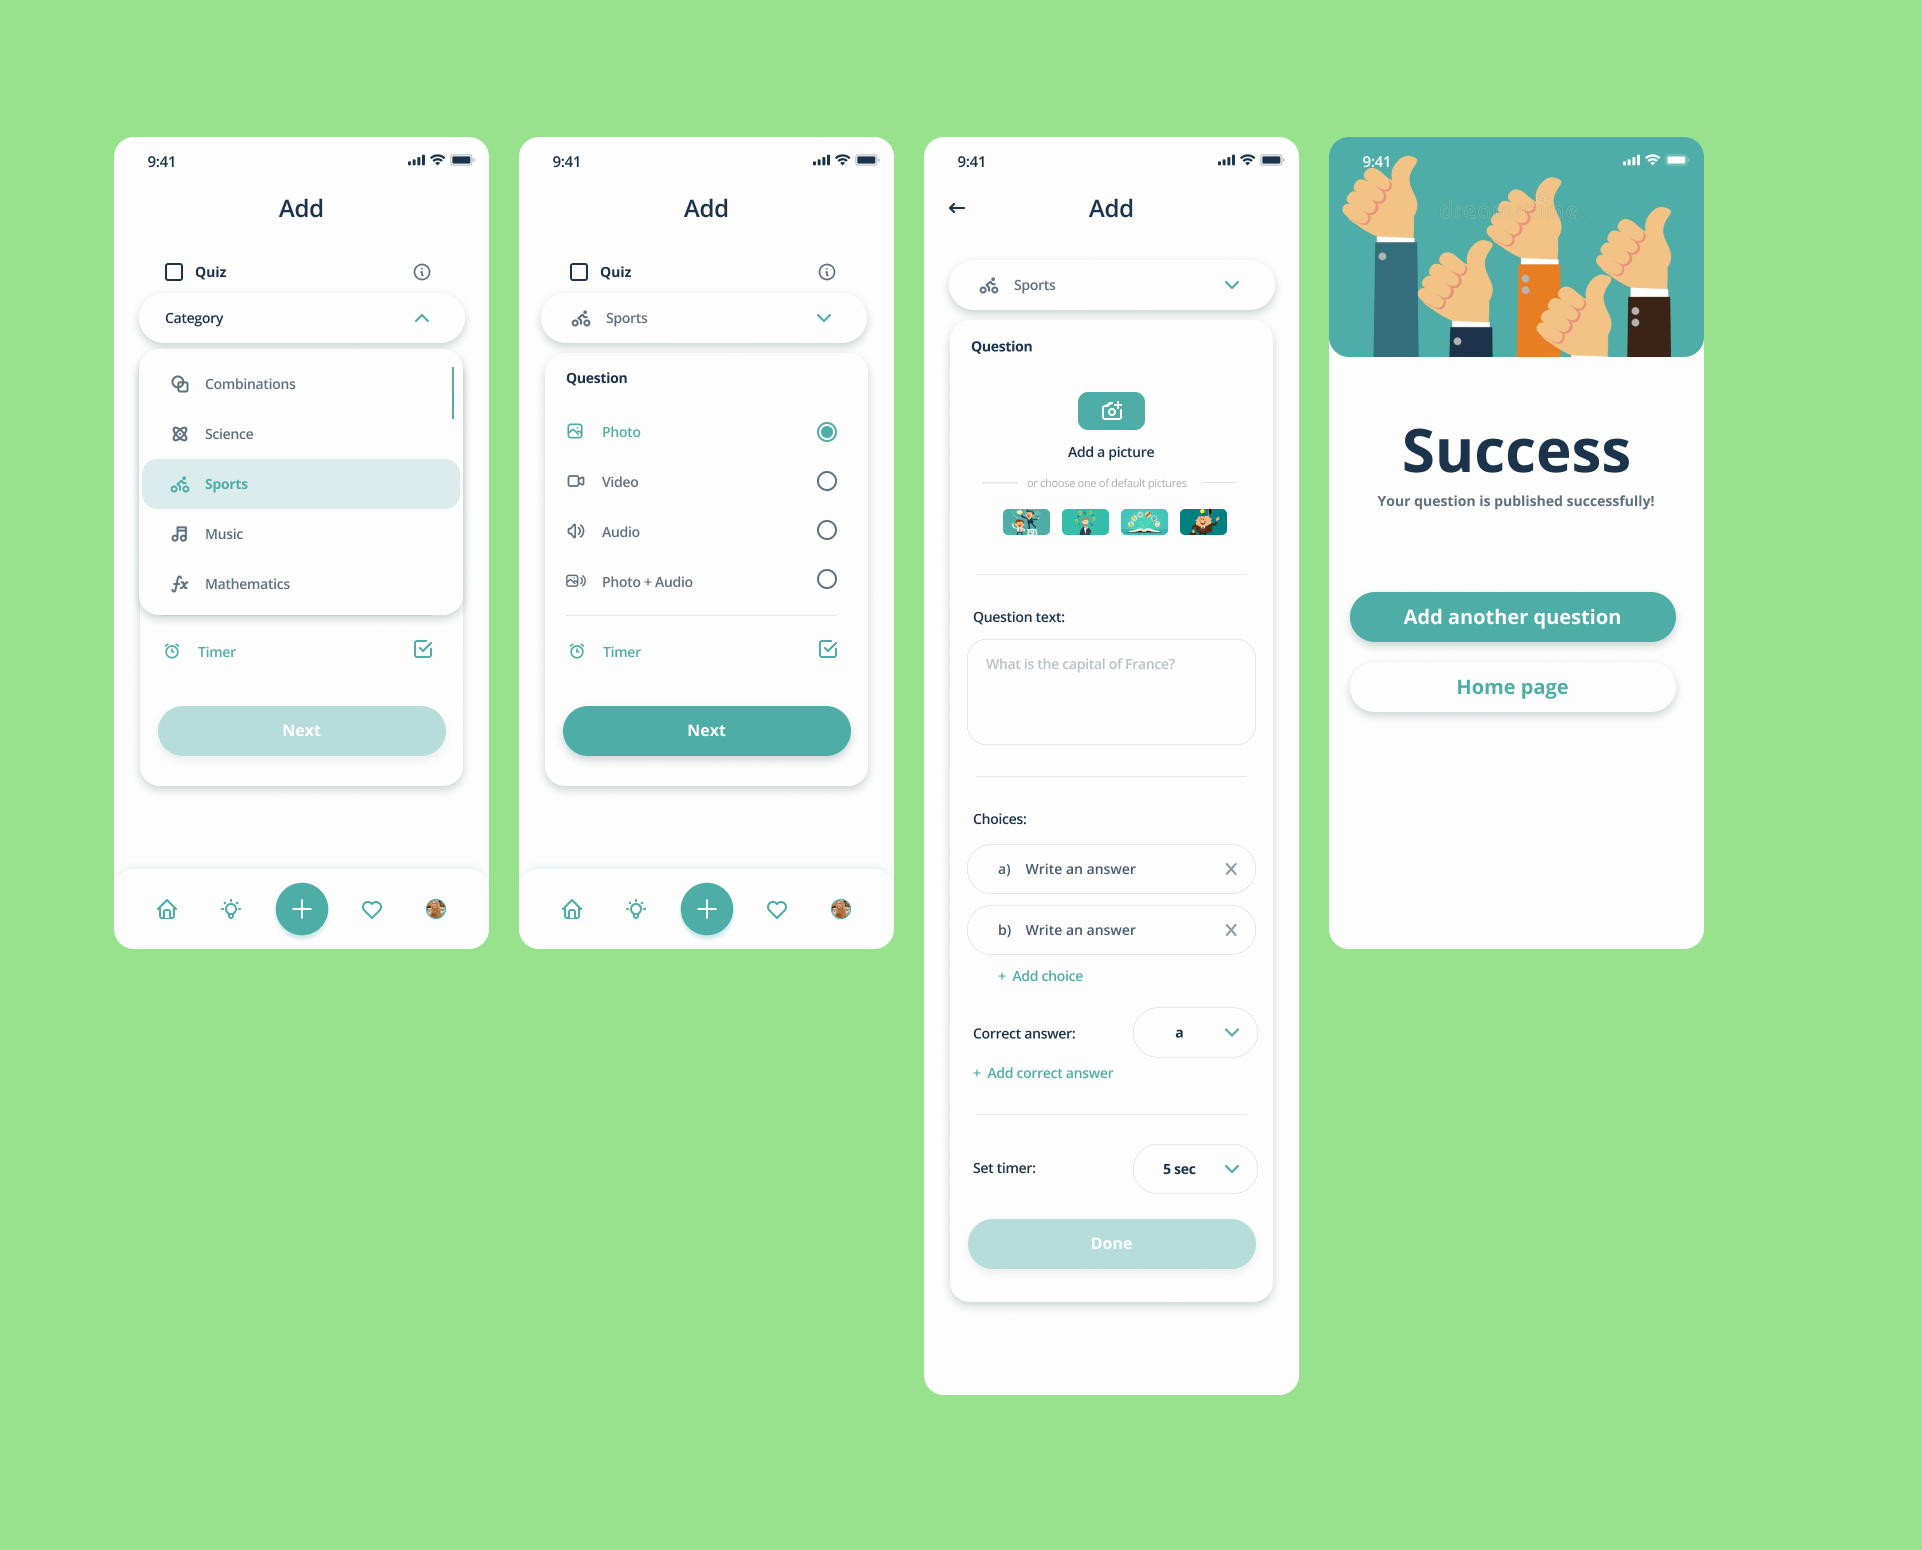 9:41
Add
Quiz
Category
Combinations
Science
Sports
Music
Mathematics
Timer
Next
9:41
Add
Quiz
Sports
Question
Photo
Video
Audio
Photo + Audio
Timer
Next
9:41
Add
Sports
Question
Add a picture
or choose one of default pictures
Question text:
What is the capital of France?
Choices:
a) Write an answer
b) Write an answer
+ Add choice
Correct answer:
a
+ Add correct answer
Set timer:
5 sec
Done
9:41
Success
Your question is published successfully!
Add another question
Home page